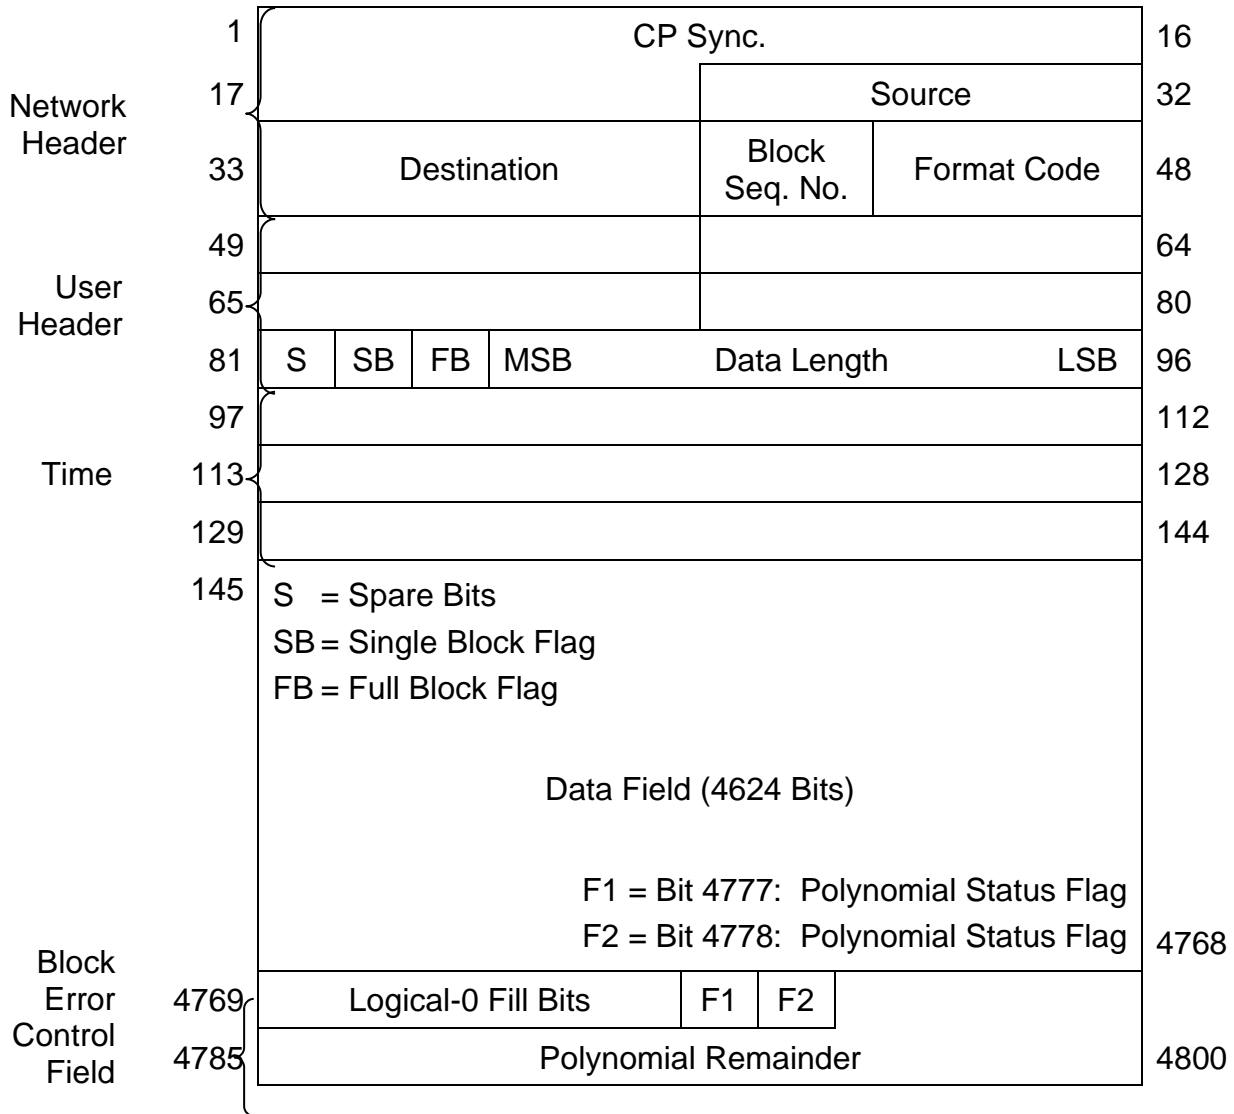 1 CP Sync. 16
17 Source 32
Network
Header
33 Destination Block
Seq. No. Format Code 48
49 64
User
Header
65 80
81 S SB FB MSB Data Length LSB 96
97 112
Time 113 128
129 144
145 S = Spare Bits
SB = Single Block Flag
FB = Full Block Flag
Data Field (4624 Bits)
F1 = Bit 4777: Polynomial Status Flag
F2 = Bit 4778: Polynomial Status Flag 4768
Block
Error
Control
Field
4769 Logical-0 Fill Bits F1 F2
4785 Polynomial Remainder 4800